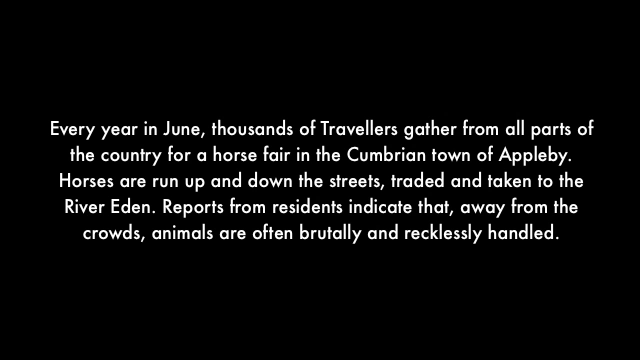 Every year in June, thousands of Travellers gather from all parts of
the country for a horse fair in the Cumbrian town of Appleby.
Horses are run up and down the streets, traded and taken to the
River Eden. Reports from residents indicate that, away from the
crowds, animals are often brutally and recklessly handled.